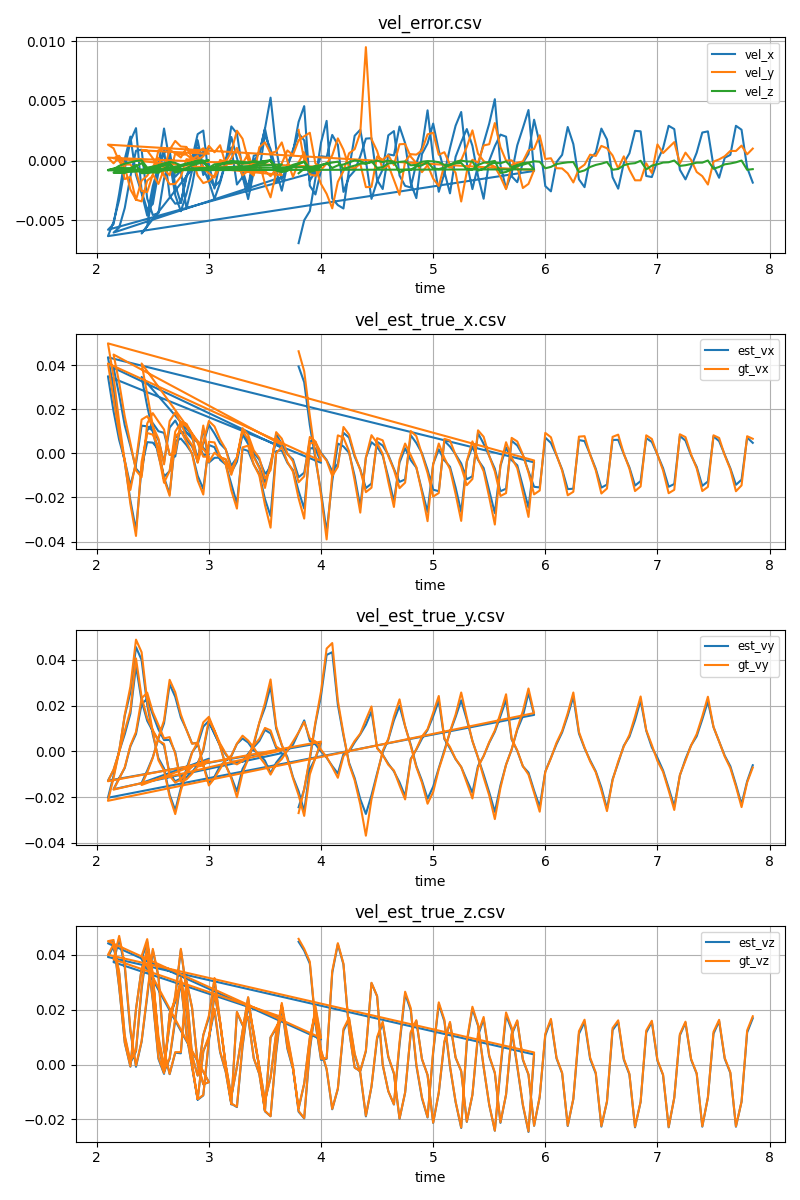 vel_error.csv
0.010
0.005
0.000
−0.005
vel_x
vel_y
vel_z
2 3 4 5 6 7 8
time
vel_est_true_x.csv
0.04
0.02
0.00
−0.02
−0.04
est_vx
gt_vx
2 3 4 5 6 7 8
time
vel_est_true_y.csv
0.04
0.02
0.00
−0.02
−0.04
est_vy
gt_vy
2 3 4 5 6 7 8
time
vel_est_true_z.csv
0.04
0.02
0.00
−0.02
est_vz
gt_vz
2 3 4 5 6 7 8
time